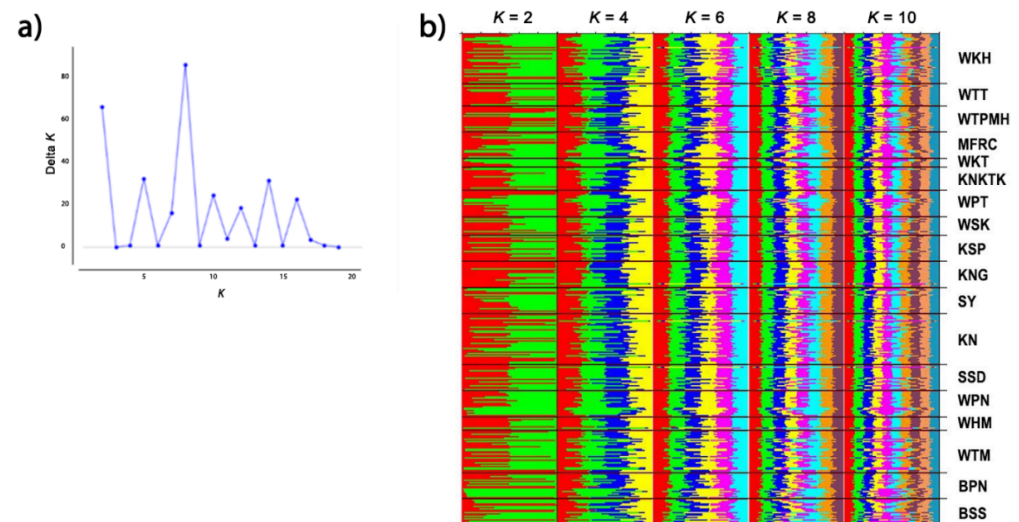 a)
80
60
40
20
0
Delta K
5
10
15
20
K
b)
K = 2 K = 4 K = 6 K = 8 K = 10
WKH
WTT
WTPMH
MFRC
WKT
KNKTK
WPT
WSK
KSP
KNG
SY
KN
SSD
WPN
WHM
WTM
BPN
BSS